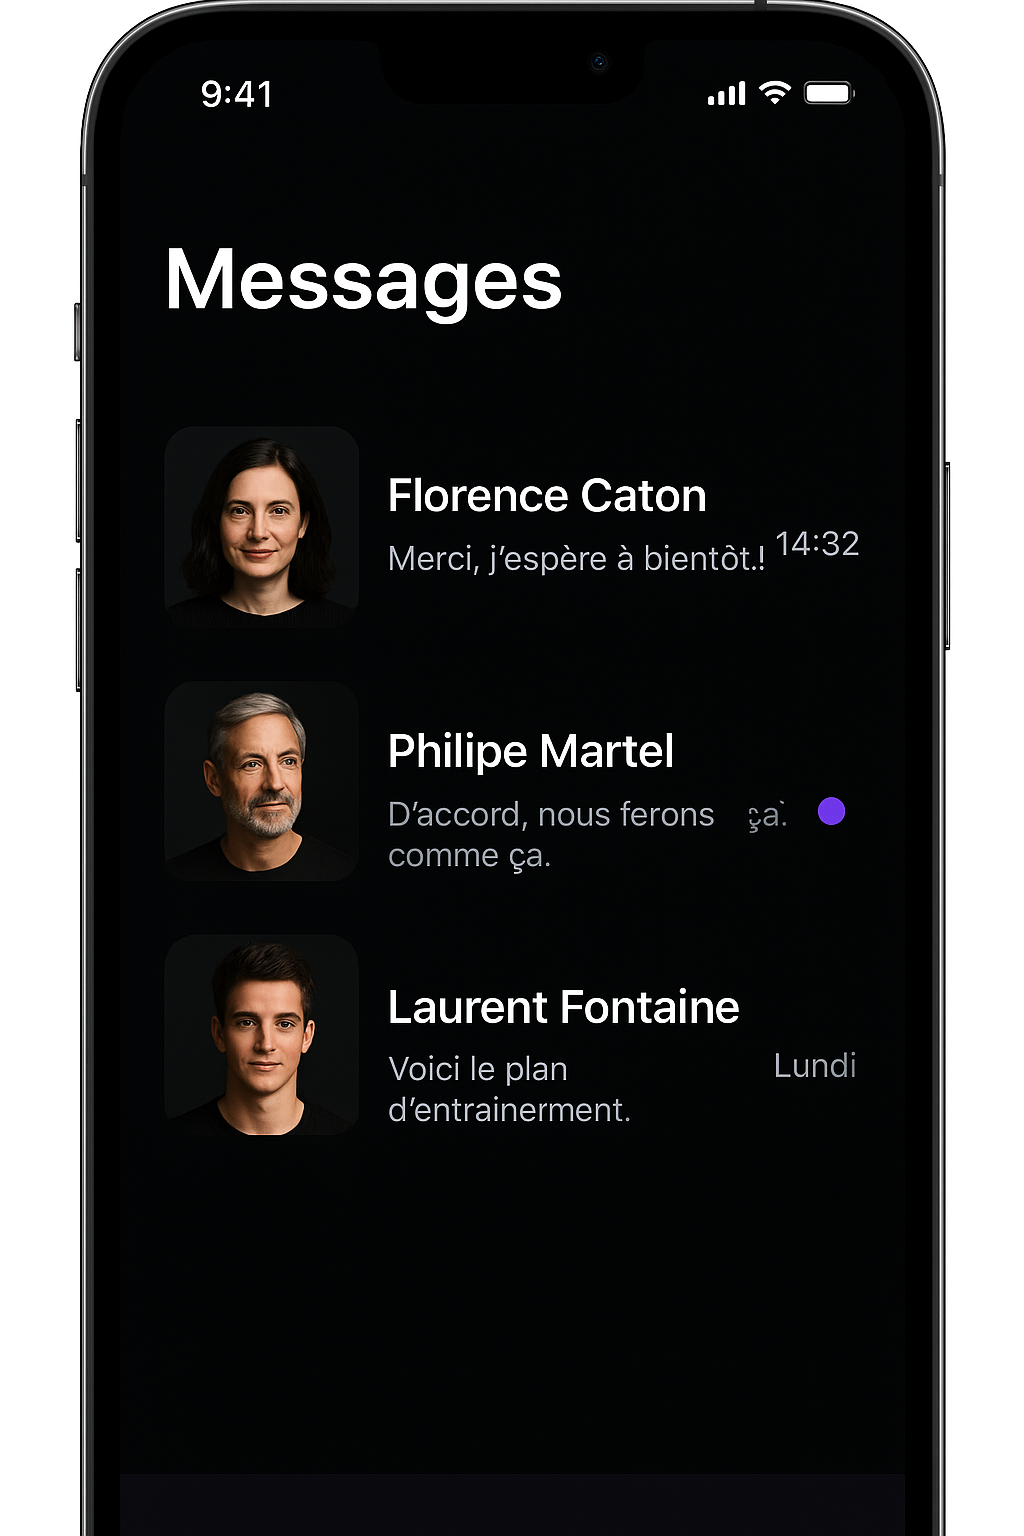 9:41
Messages
Florence Caton
Merci, j’espère à bientôt.! 14:32
Philipe Martel
D’accord, nous ferons ça.
comme ça.
Laurent Fontaine
Voici le plan Lundi
d’entrainerment.